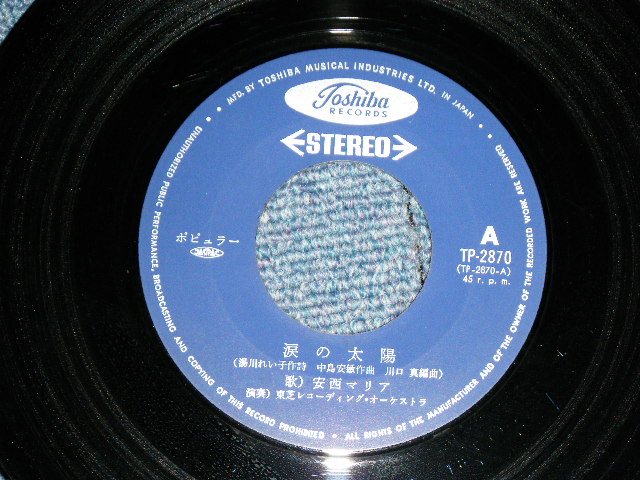 MFD. BY TOSHIBA MUSICAL INDUSTRIES LTD. IN JAPAN
Toshiba
RECORDS
STEREO
ポピュラー
A
TP-2870
(TP-2870-A)
45 r. p. m.
涙の太陽
(湯川れい子作詩 中島安敏作曲 川口 真編曲)
歌) 安西マリア
演奏) 東芝レコーディング・オーケストラ
UNAUTHORIZED PUBLIC PERFORMANCE, BROADCASTING AND COPYING OF THIS RECORD PROHIBITED • ALL RIGHTS OF THE MANUFACTURER AND OF THE OWNER OF THE RECORDED WORK ARE RESERVED